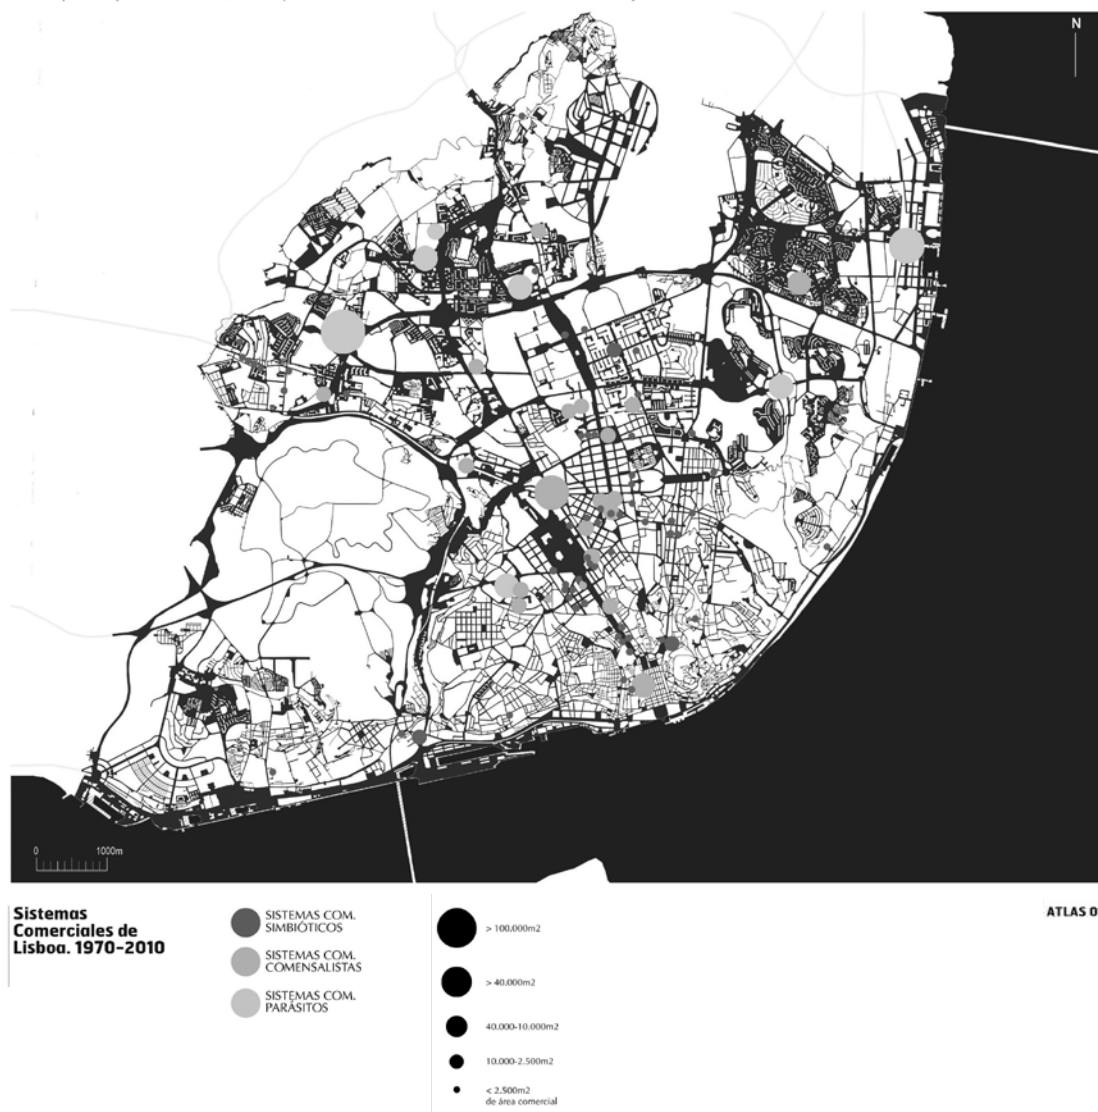 N
0 1000m
Sistemas
Comerciales de
Lisboa. 1970-2010
SISTEMAS COM.
SIMBIÓTICOS
SISTEMAS COM.
COMENSALISTAS
SISTEMAS COM.
PARÁSITOS
> 100.000m2
> 40.000m2
40.000-10.000m2
10.000-2.500m2
< 2.500m2
de área comercial
ATLAS 0